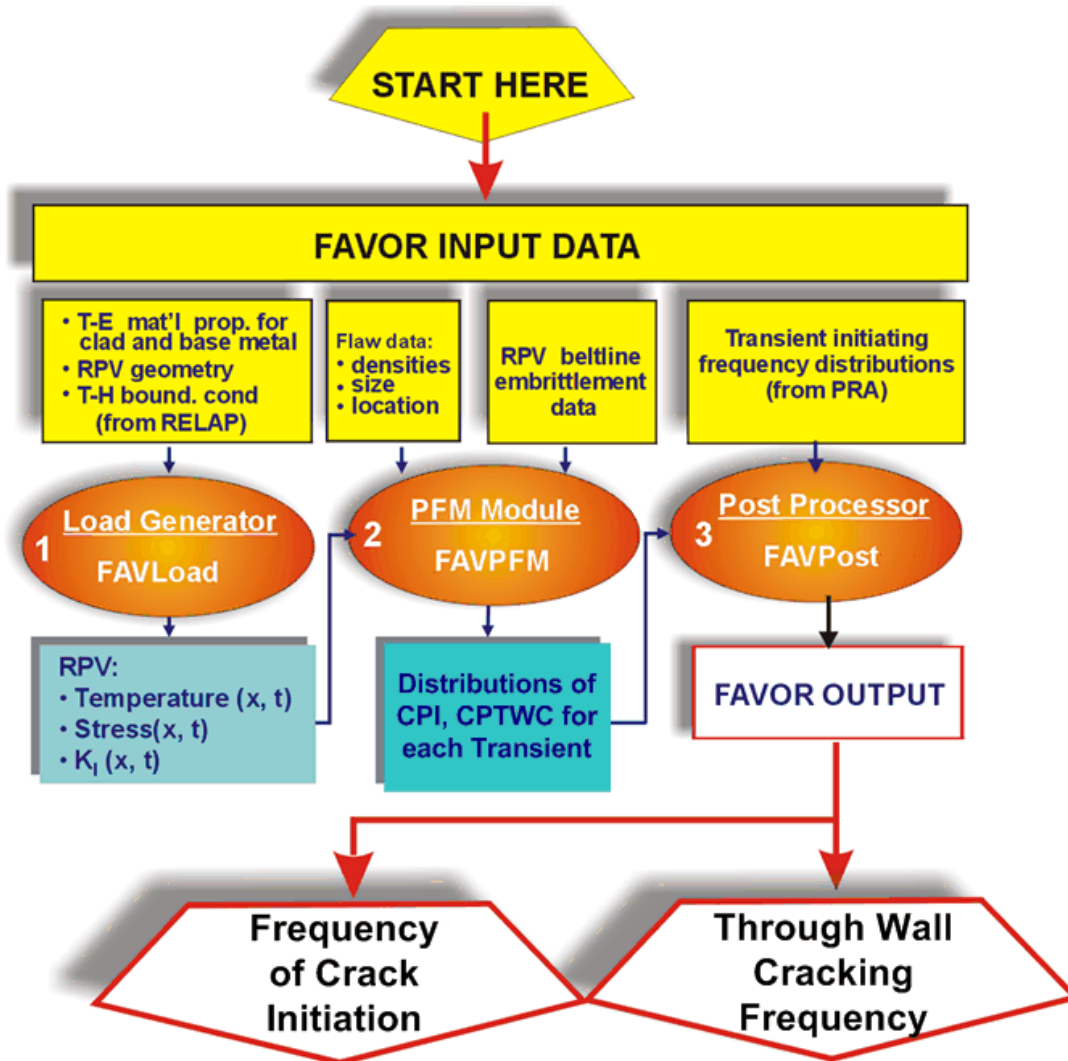 START HERE
FAVOR INPUT DATA
• T-E mat'l prop. for
clad and base metal
• RPV geometry
• T-H bound. cond
(from RELAP)
Flaw data:
• densities
• size
• location
RPV beltline
embrittlement
data
Transient initiating
frequency distributions
(from PRA)
1
Load Generator
FAVLoad
2
PFM Module
FAVPFM
3
Post Processor
FAVPost
RPV:
• Temperature (x, t)
• Stress(x, t)
• K_I (x, t)
Distributions of
CPI, CPTWC for
each Transient
FAVOR OUTPUT
Frequency
of Crack
Initiation
Through Wall
Cracking
Frequency